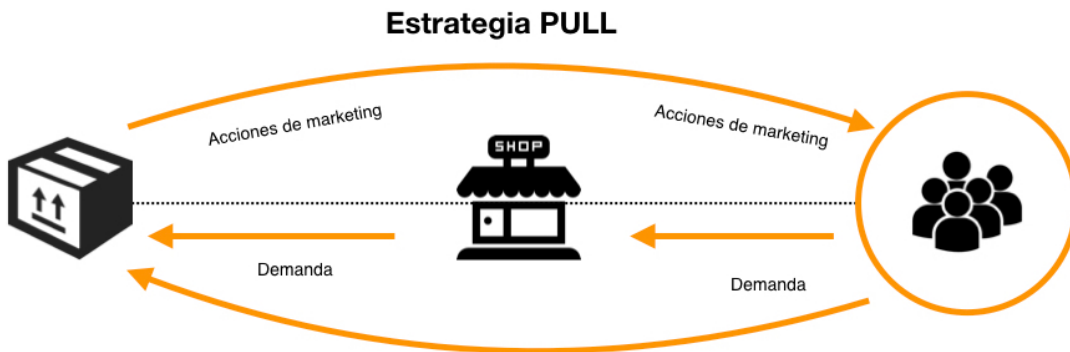 Estrategia PULL
Acciones de marketing
Acciones de marketing
SHOP
Demanda
Demanda